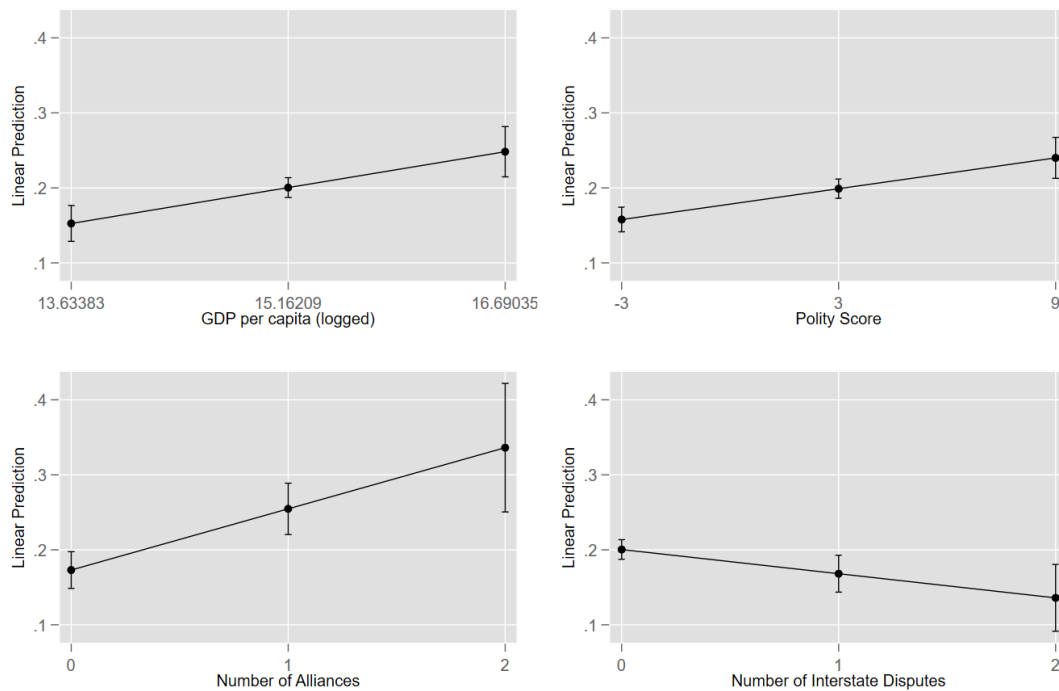 Linear Prediction
.4
.3
.2
.1
13.63383 15.16209 16.69035
GDP per capita (logged)
Linear Prediction
.4
.3
.2
.1
-3 3 9
Polity Score
Linear Prediction
.4
.3
.2
.1
0 1 2
Number of Alliances
Linear Prediction
.4
.3
.2
.1
0 1 2
Number of Interstate Disputes